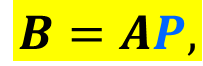 B = AP,